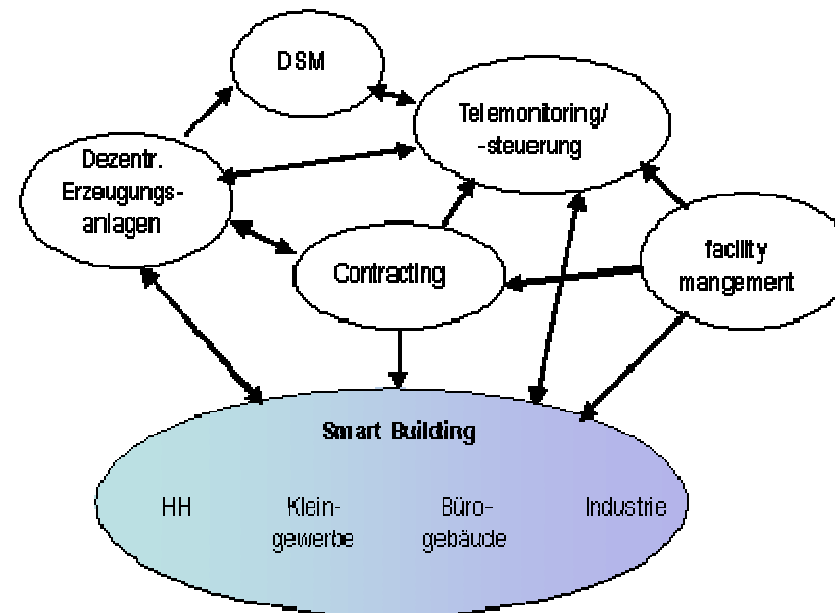 DSM
Telemonitoring/
-steuerung
Dezentr.
Erzeugungs-
anlagen
Contracting
facility
mangement
Smart Building
HH
Klein-
gewerbe
Büro-
gebäude
Industrie